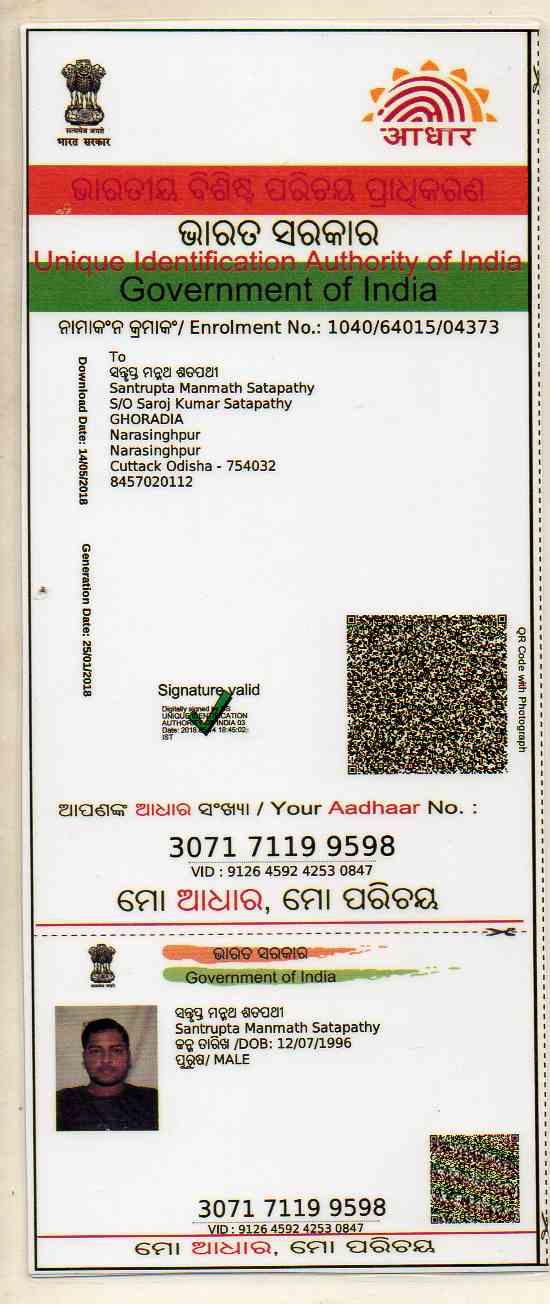 सत्यमेव जयते
भारत सरकार
आधार
ଭାରତୀୟ ବିଶିଷ୍ଟ ପରିଚୟ ପ୍ରାଧିକରଣ
ଭାରତ ସରକାର
Unique Identification Authority of India
Government of India
ନାମାକଂନ କ୍ରମାକଂ/ Enrolment No.: 1040/64015/04373
Download Date: 14/05/2018
To
ସନ୍ତୃପ୍ତ ମନ୍ମଥ ଶତପଥୀ
Santrupta Manmath Satapathy
S/O Saroj Kumar Satapathy
GHORADIA
Narasinghpur
Narasinghpur
Cuttack Odisha - 754032
8457020112
Generation Date: 25/01/2018
QR Code with Photograph
Signature valid
Digitally signed by DS
UNIQUE IDENTIFICATION
AUTHORITY OF INDIA 03
18:45:02
IST
ଆପଣଙ୍କ ଆଧାର ସଂଖ୍ୟା / Your Aadhaar No. :
3071 7119 9598
VID : 9126 4592 4253 0847
ମୋ ଆଧାର, ମୋ ପରିଚୟ
ଭାରତ ସରକାର
Government of India
ସନ୍ତୃପ୍ତ ମନ୍ମଥ ଶତପଥୀ
Santrupta Manmath Satapathy
ଜନ୍ମ ତାରିଖ /DOB: 12/07/1996
ପୁରୁଷ/ MALE
3071 7119 9598
VID : 9126 4592 4253 0847
ମୋ ଆଧାର, ମୋ ପରିଚୟ